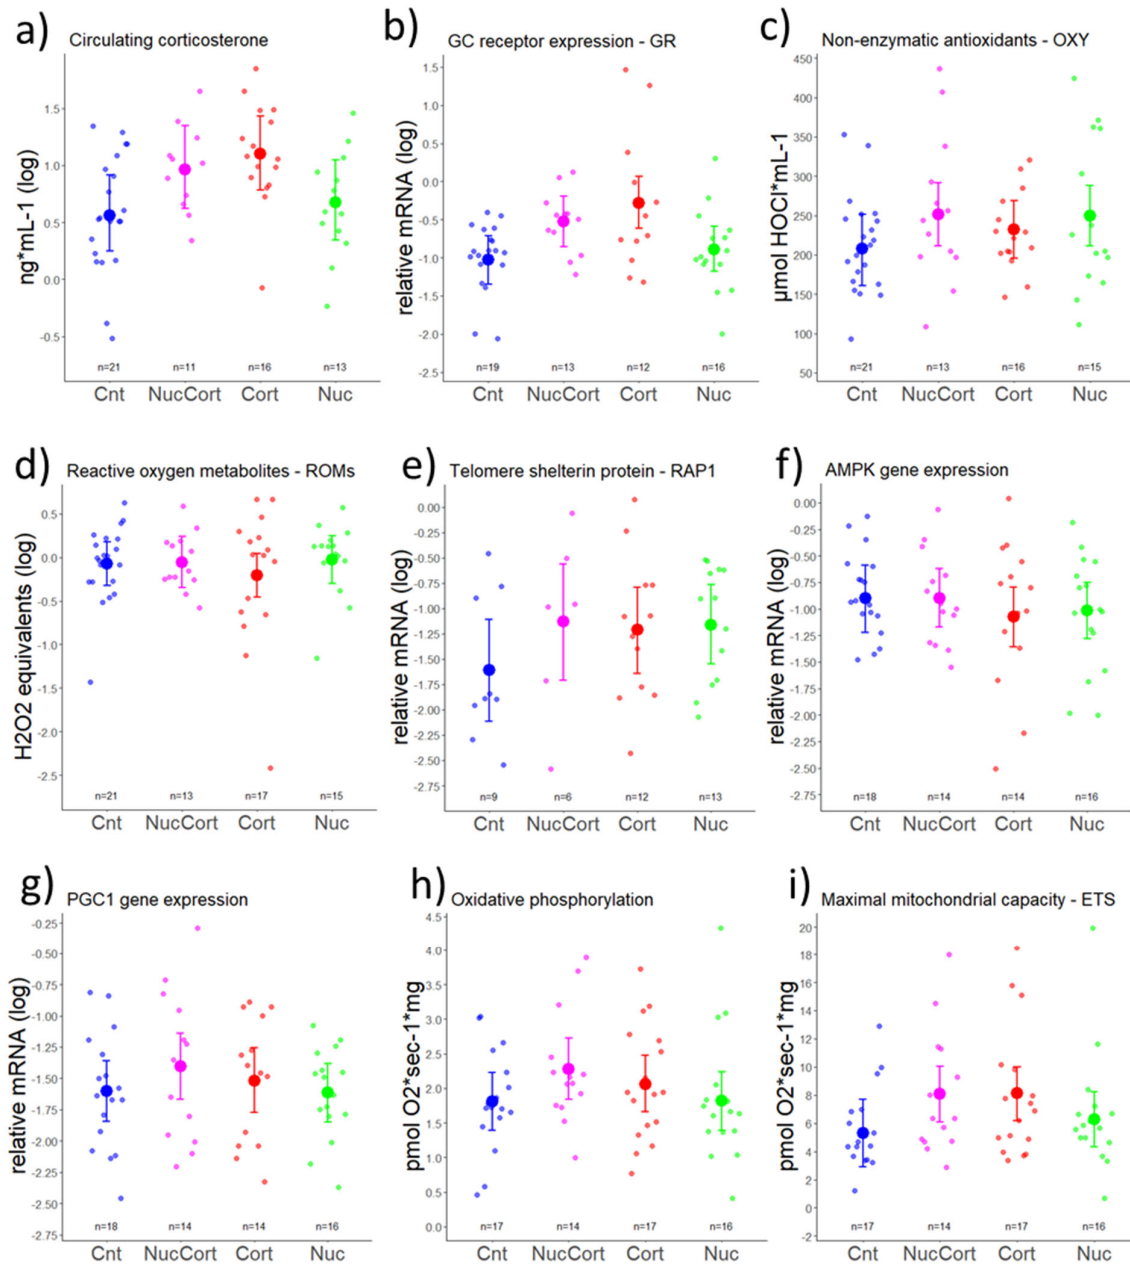 a) Circulating corticosterone
ng*mL-1 (log)
1.5
1.0
0.5
0.0
-0.5
n=21 n=11 n=16 n=13
Cnt NucCort Cort Nuc
b) GC receptor expression - GR
relative mRNA (log)
1.5
1.0
0.5
0.0
-0.5
-1.0
-1.5
-2.0
-2.5
n=19 n=13 n=12 n=16
Cnt NucCort Cort Nuc
c) Non-enzymatic antioxidants - OXY
µmol HOCl*mL-1
450
400
350
300
250
200
150
100
50
n=21 n=13 n=16 n=15
Cnt NucCort Cort Nuc
d) Reactive oxygen metabolites - ROMs
H2O2 equivalents (log)
0.5
0.0
-0.5
-1.0
-1.5
-2.0
-2.5
n=21 n=13 n=17 n=15
Cnt NucCort Cort Nuc
e) Telomere shelterin protein - RAP1
relative mRNA (log)
0.00
-0.25
-0.50
-0.75
-1.00
-1.25
-1.50
-1.75
-2.00
-2.25
-2.50
-2.75
n=9 n=6 n=12 n=13
Cnt NucCort Cort Nuc
f) AMPK gene expression
relative mRNA (log)
0.00
-0.25
-0.50
-0.75
-1.00
-1.25
-1.50
-1.75
-2.00
-2.25
-2.50
-2.75
n=18 n=14 n=14 n=16
Cnt NucCort Cort Nuc
g) PGC1 gene expression
relative mRNA (log)
-0.25
-0.50
-0.75
-1.00
-1.25
-1.50
-1.75
-2.00
-2.25
-2.50
-2.75
n=18 n=14 n=14 n=16
Cnt NucCort Cort Nuc
h) Oxidative phosphorylation
pmol O2*sec-1*mg
4.5
4.0
3.5
3.0
2.5
2.0
1.5
1.0
0.5
0.0
n=17 n=14 n=17 n=16
Cnt NucCort Cort Nuc
i) Maximal mitochondrial capacity - ETS
pmol O2*sec-1*mg
20
18
16
14
12
10
8
6
4
2
0
-2
n=17 n=14 n=17 n=16
Cnt NucCort Cort Nuc